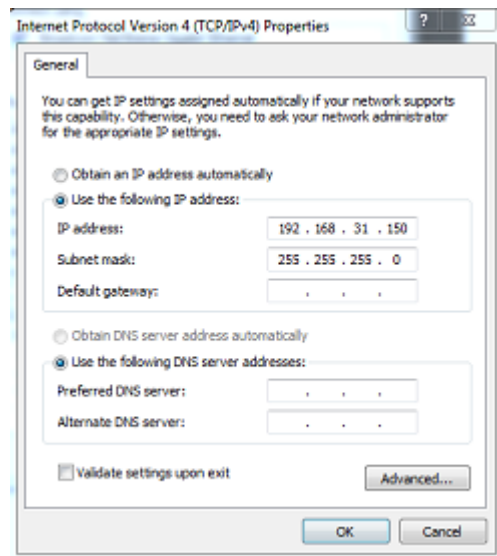 Internet Protocol Version 4 (TCP/IPv4) Properties
?
General
You can get IP settings assigned automatically if your network supports
this capability. Otherwise, you need to ask your network administrator
for the appropriate IP settings.
Obtain an IP address automatically
Use the following IP address:
IP address: 192 . 168 . 31 . 150
Subnet mask: 255 . 255 . 255 . 0
Default gateway: . . .
Obtain DNS server address automatically
Use the following DNS server addresses:
Preferred DNS server: . . .
Alternate DNS server: . . .
Validate settings upon exit
Advanced...
OK Cancel